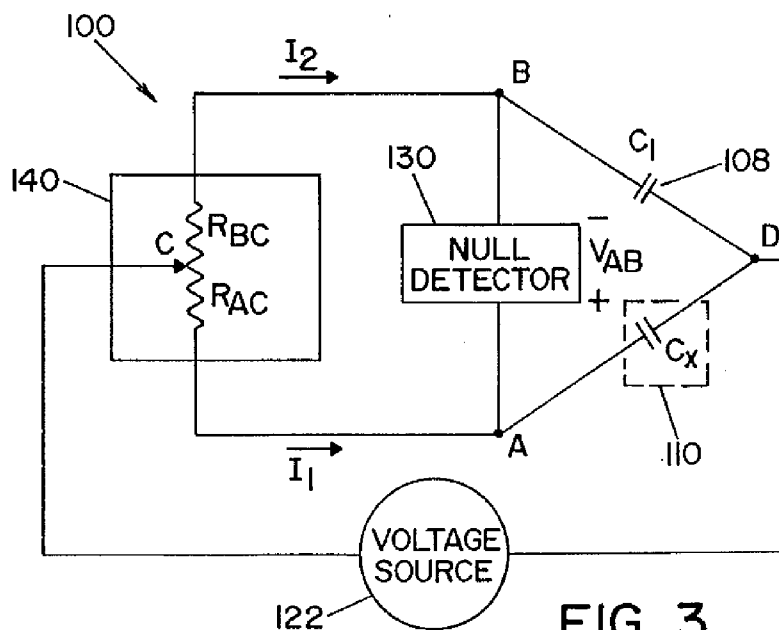 100
I2
B
C1
108
140
130
RBC
C
RAC
NULL
DETECTOR
−
VAB
+
D
CX
110
A
I1
VOLTAGE
SOURCE
122
FIG. 3